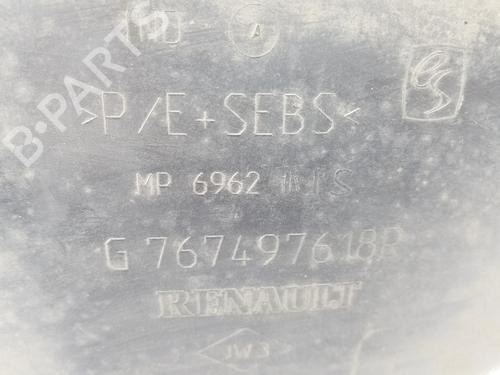 A
>P/E+SEBS<
MP 6962
G 767497618R
RENAULT
JW3
B-PARTS